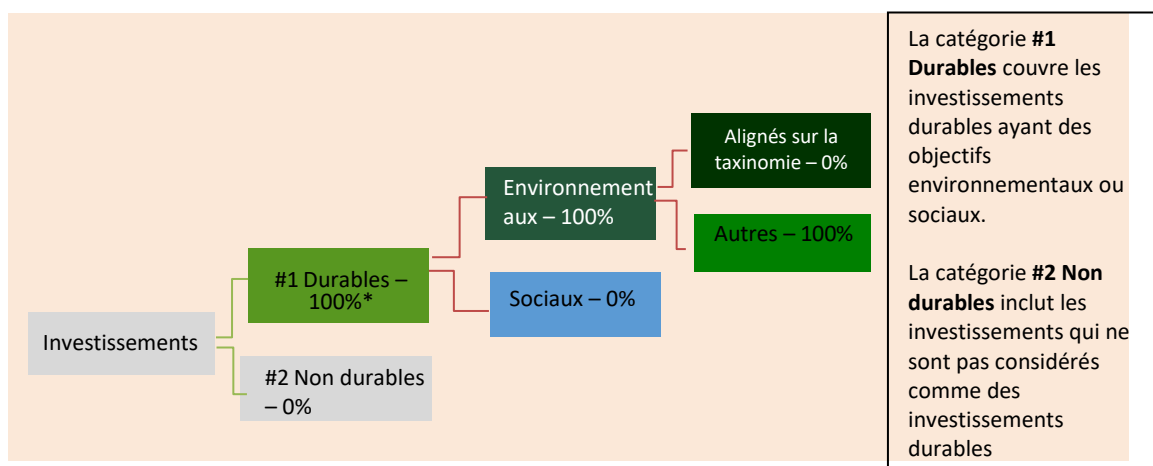 Investissements
#1 Durables –
100%*
#2 Non durables
– 0%
Environnement
aux – 100%
Sociaux – 0%
Alignés sur la
taxinomie – 0%
Autres – 100%
La catégorie #1
Durables couvre les
investissements
durables ayant des
objectifs
environnementaux ou
sociaux.
La catégorie #2 Non
durables inclut les
investissements qui ne
sont pas considérés
comme des
investissements
durables